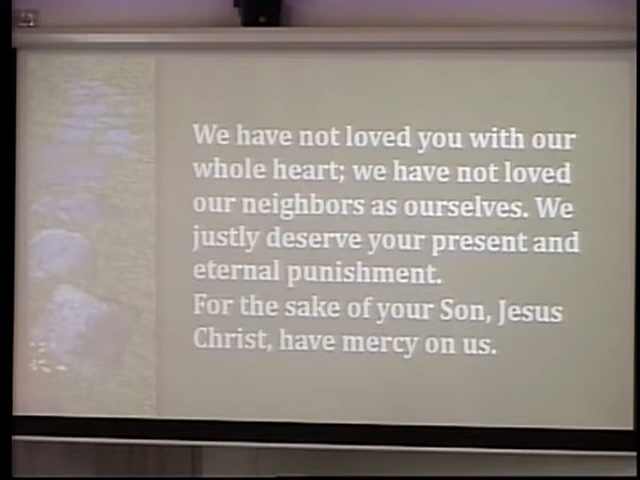 We have not loved you with our
whole heart; we have not loved
our neighbors as ourselves. We
justly deserve your present and
eternal punishment.
For the sake of your Son, Jesus
Christ, have mercy on us.